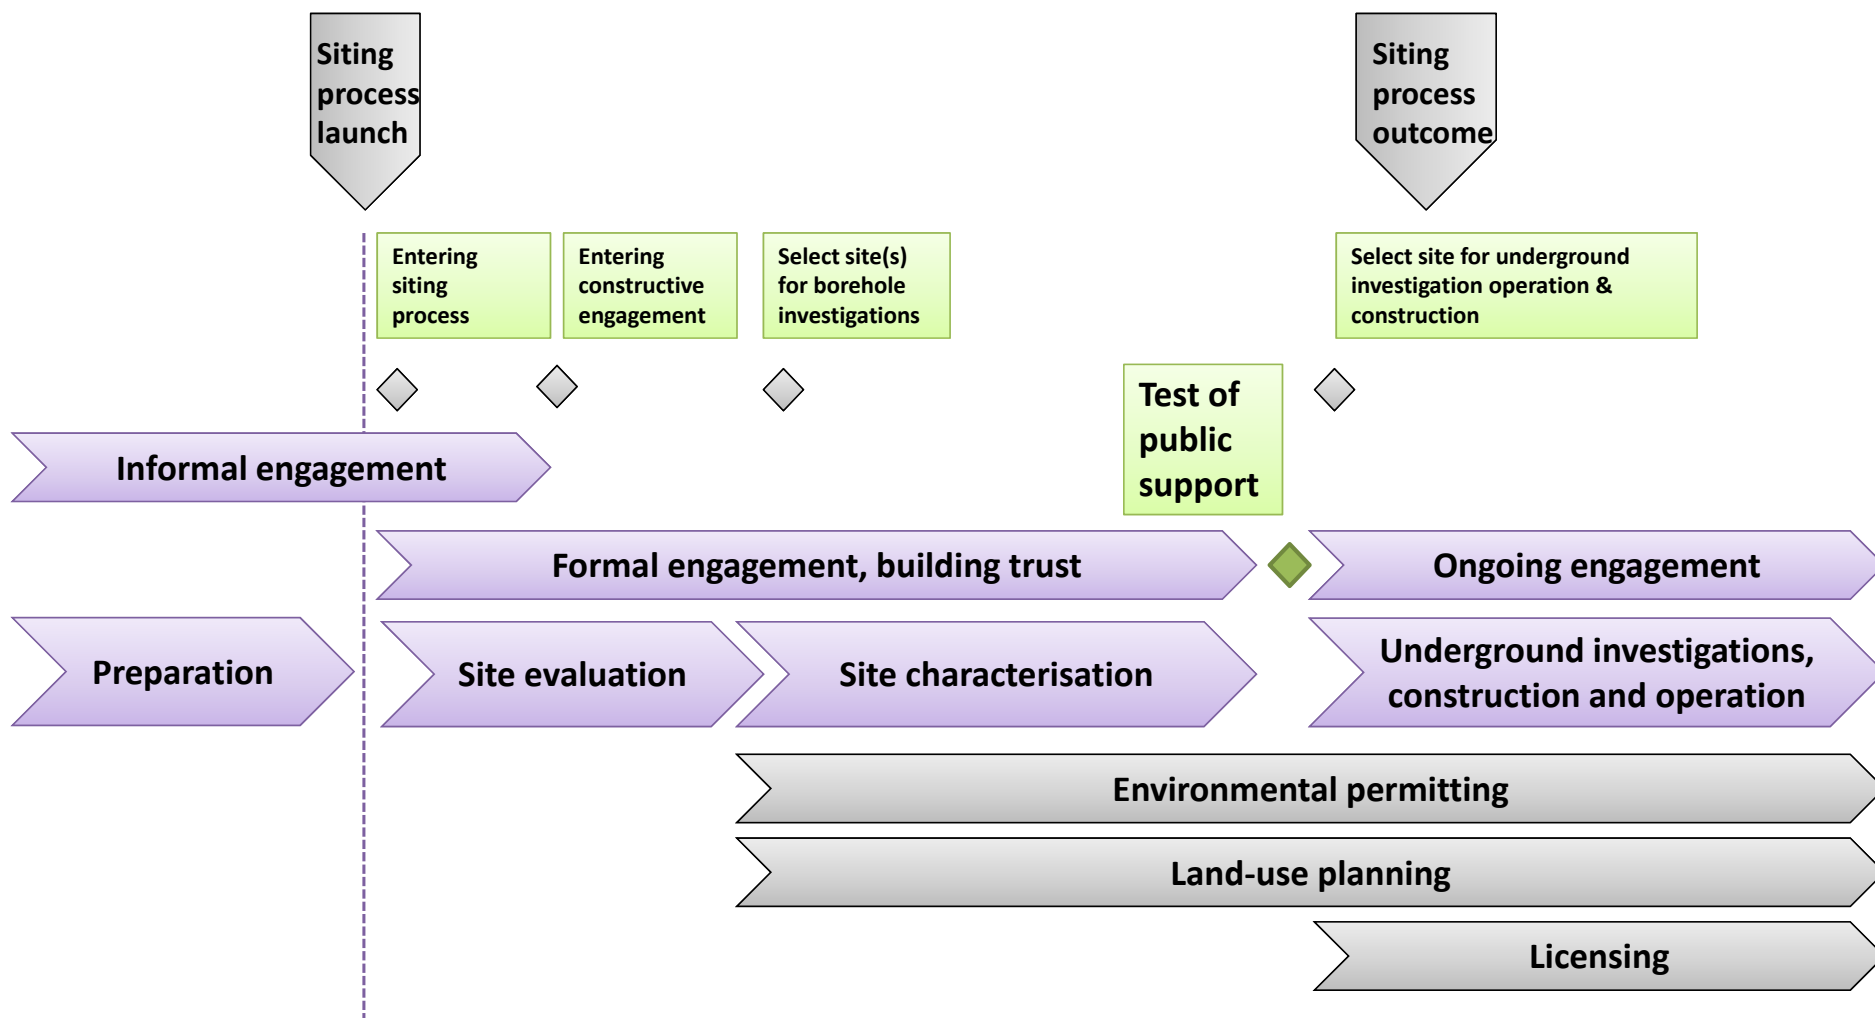 Siting
process
launch
Siting
process
outcome
Entering
siting
process
Entering
constructive
engagement
Select site(s)
for borehole
investigations
Select site for underground
investigation operation &
construction
Test of
public
support
Informal engagement
Formal engagement, building trust
Ongoing engagement
Preparation
Site evaluation
Site characterisation
Underground investigations,
construction and operation
Environmental permitting
Land-use planning
Licensing